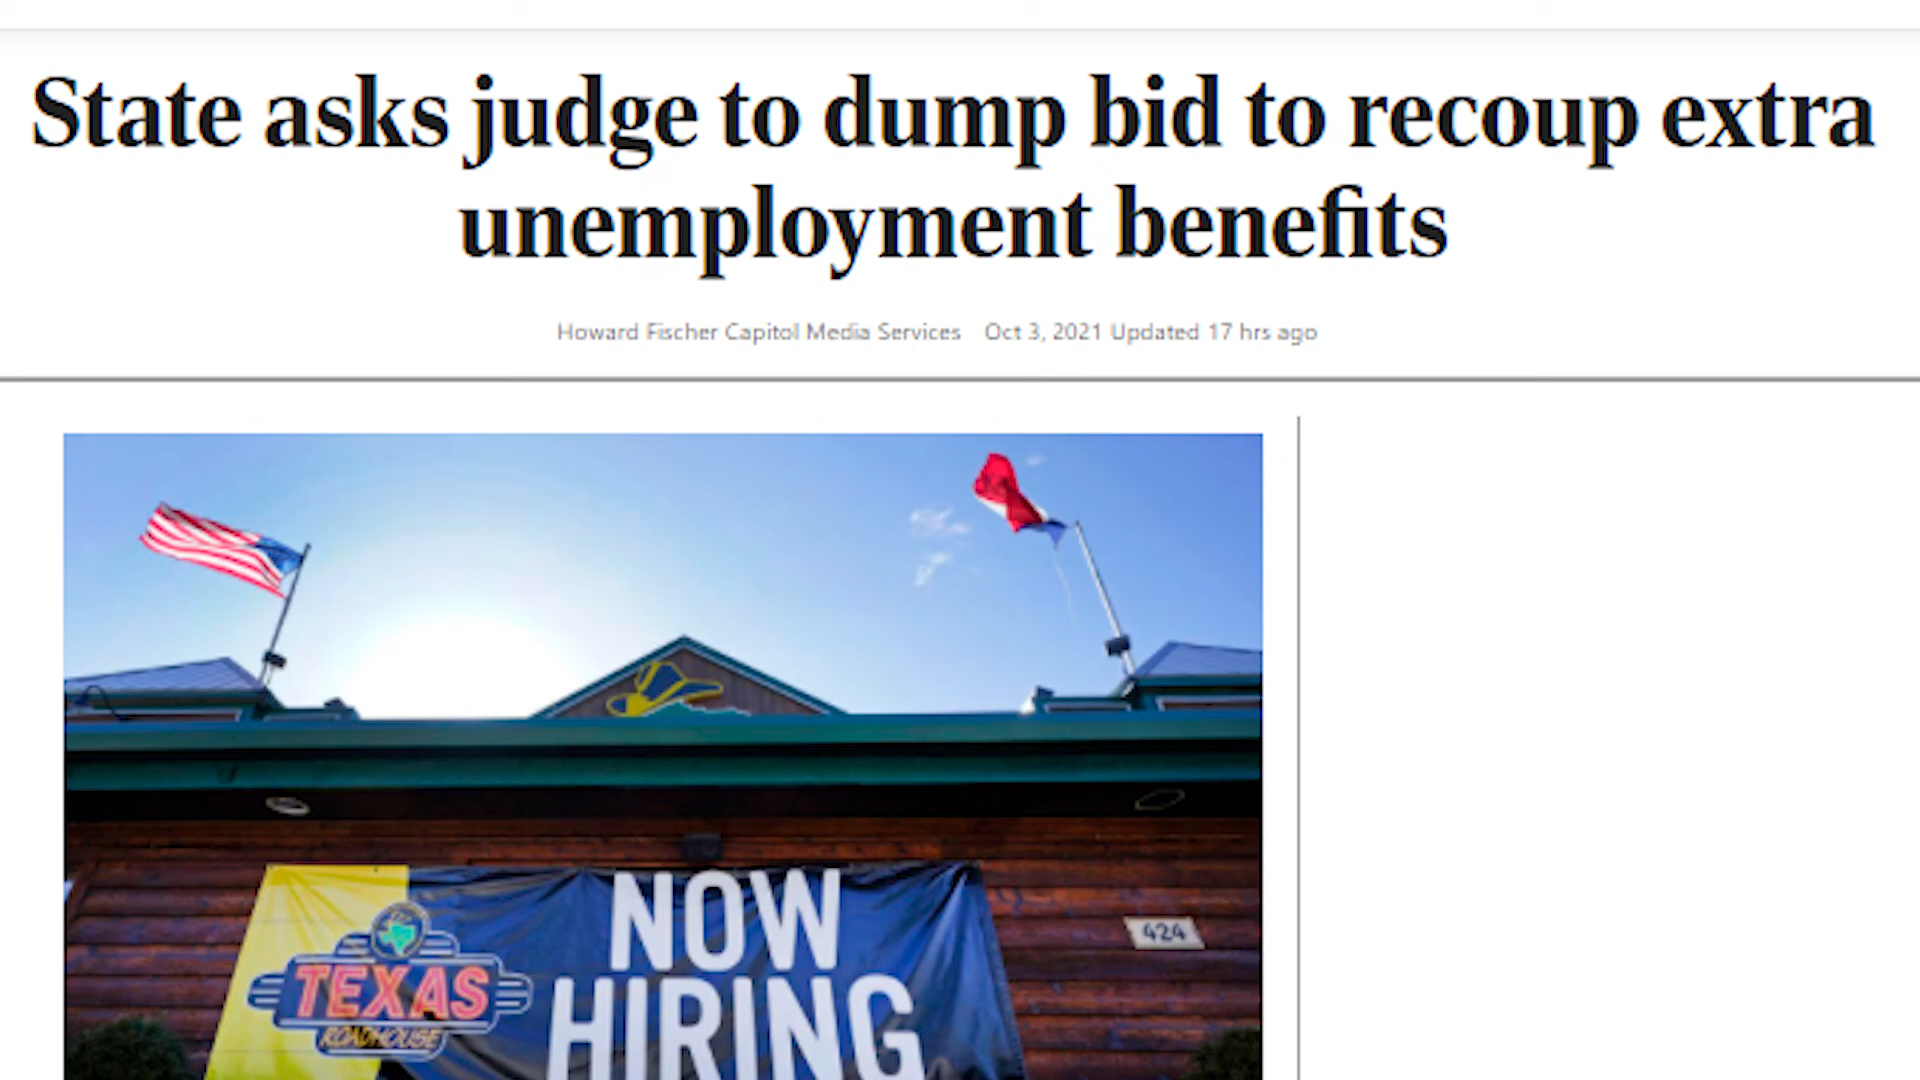 State asks judge to dump bid to recoup extra
unemployment benefits
Howard Fischer Capitol Media Services Oct 3, 2021 Updated 17 hrs ago
NOW
HIRING
424
TEXAS
ROADHOUSE